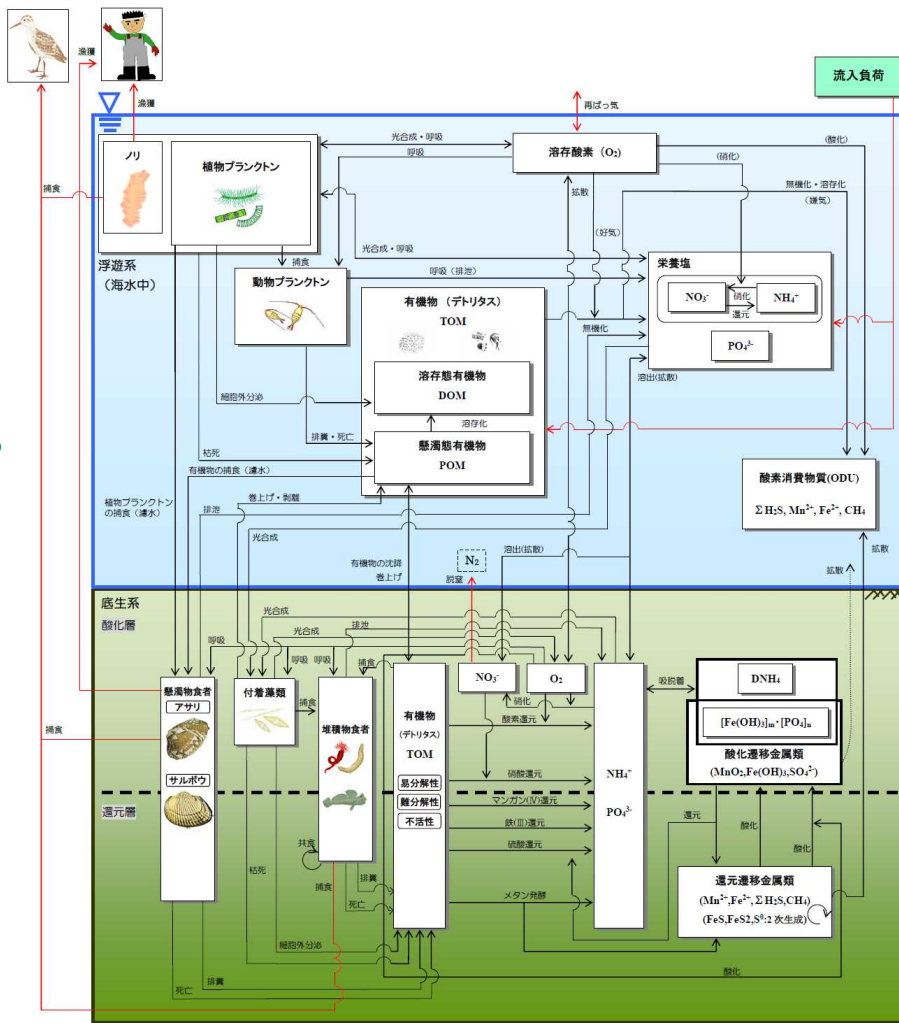 漁獲
漁獲
流入負荷
再ばっ気
光合成・呼吸
呼吸
溶存酸素（O₂）
(酸化)
(硝化)
ノリ
植物プランクトン
捕食
拡散
無機化・溶存化
(嫌気)
(好気)
光合成・呼吸
捕食
浮遊系
（海水中）
動物プランクトン
呼吸（排泄）
栄養塩
NO₃⁻
硝化
還元
NH₄⁺
PO₄³⁻
有機物（デトリタス）
TOM
無機化
溶出(拡散)
溶存態有機物
DOM
細胞外分泌
溶存化
排糞・死亡
懸濁態有機物
POM
枯死
有機物の捕食（濾水）
巻上げ・剥離
植物プランクトン
の捕食（濾水）
排泄
光合成
酸素消費物質(ODU)
ΣH₂S, Mn²⁺, Fe²⁺, CH₄
有機物の沈降
巻上げ
N₂
脱窒
溶出(拡散)
拡散
拡散
底生系
酸化層
光合成
光合成
排泄
呼吸
呼吸
呼吸
捕食
懸濁物食者
アサリ
サルボウ
付着藻類
捕食
堆積物食者
有機物
(デトリタス)
TOM
易分解性
難分解性
不活性
NO₃⁻
O₂
硝化
酸素還元
硝酸還元
マンガン(Ⅳ)還元
鉄(Ⅲ)還元
硫酸還元
メタン発酵
NH₄⁺
PO₄³⁻
吸脱着
DNH₄
[Fe(OH)₃]m・[PO₄]n
酸化遷移金属類
(MnO₂,Fe(OH)₃,SO₄²⁻)
捕食
還元層
還元
酸化
酸化
共食
枯死
捕食
排糞
死亡
還元遷移金属類
(Mn²⁺,Fe²⁺,ΣH₂S,CH₄)
(FeS,FeS2,S⁰:2次生成)
細胞外分泌
排糞
死亡
酸化